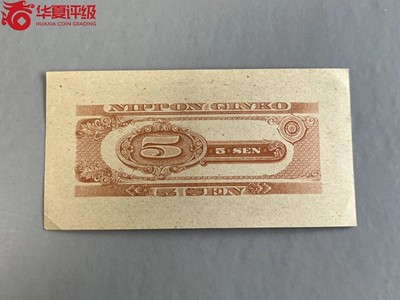 华夏评级
HUAXIA COIN GRADING
NIPPON GINKO
5
5 SEN
5 SEN